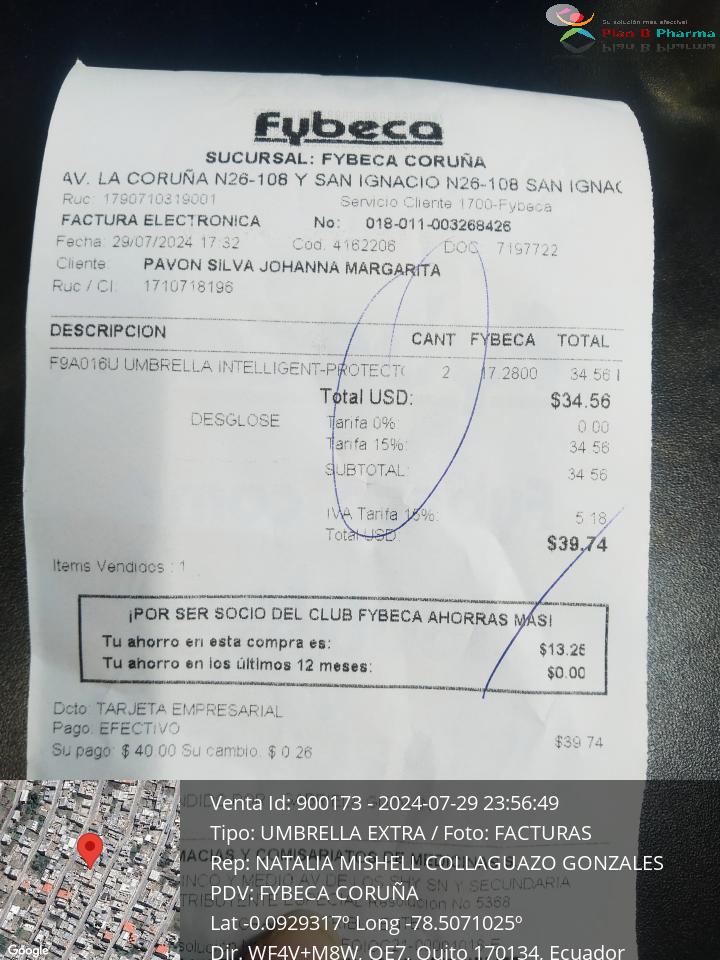 Su solución más efectiva!
Plan B Pharma
Fybeca
SUCURSAL: FYBECA CORUÑA
AV. LA CORUÑA N26-108 Y SAN IGNACIO N26-108 SAN IGNAC
Ruc: 1790710319001 Servicio Cliente 1700-Fybeca
FACTURA ELECTRONICA No: 018-011-003268426
Fecha: 29/07/2024 17:32 Cod. 4162206 DOC 7197722
Cliente: PAVON SILVA JOHANNA MARGARITA
Ruc / CI: 1710718196
DESCRIPCION CANT FYBECA TOTAL
F9A016U UMBRELLA INTELLIGENT-PROTECTO 2 17.2800 34.56 I
Total USD: $34.56
DESGLOSE Tarifa 0%: 0.00
Tarifa 15%: 34.56
SUBTOTAL: 34.56
IVA Tarifa 15%: 5.18
Total USD: $39.74
Items Vendidos : 1
¡POR SER SOCIO DEL CLUB FYBECA AHORRAS MAS!
Tu ahorro en esta compra es: $13.26
Tu ahorro en los últimos 12 meses: $0.00
Dcto: TARJETA EMPRESARIAL
Pago: EFECTIVO $39.74
Su pago: $ 40.00 Su cambio. $ 0.26
Venta Id: 900173 - 2024-07-29 23:56:49
Tipo: UMBRELLA EXTRA / Foto: FACTURAS
Rep: NATALIA MISHELL COLLAGUAZO GONZALES
PDV: FYBECA CORUÑA
Lat -0.0929317º Long -78.5071025º
Dir. WF4V+M8W, OE7, Quito 170134, Ecuador
Google